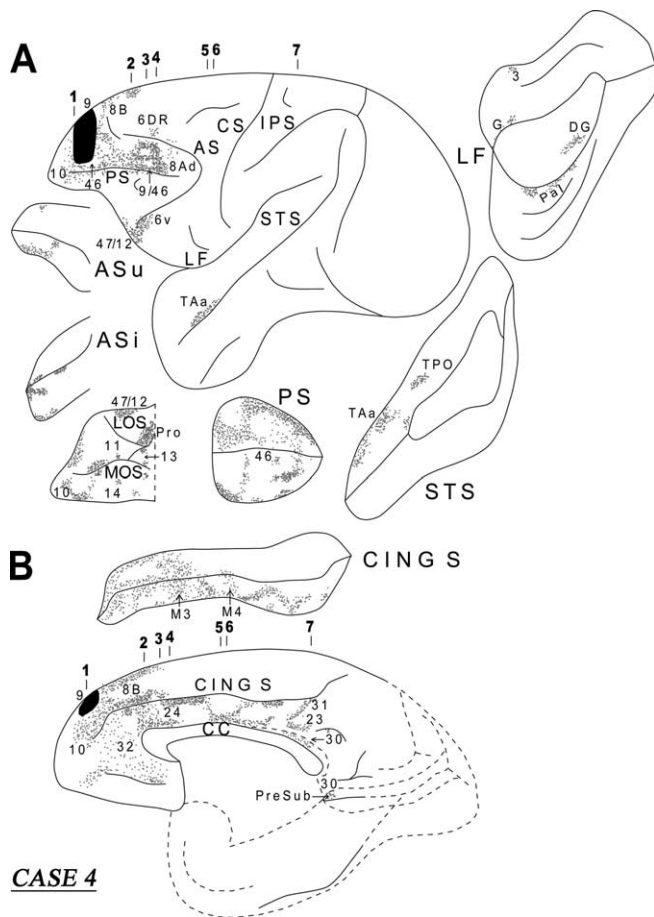 A
1
2
3 4
5 6
7
9
8B
6DR
AS
CS
IPS
10
46
PS
9/46
8Ad
6v
47/12
LF
STS
TAa
ASu
ASi
3
G
DG
LF
Pal
47/12
LOS
Pro
11
13
MOS
10
14
PS
46
TPO
TAa
STS
B
CING S
M3
M4
1
2
3 4
5 6
7
9
8B
CING S
24
31
23
CC
30
32
10
30
PreSub
CASE 4